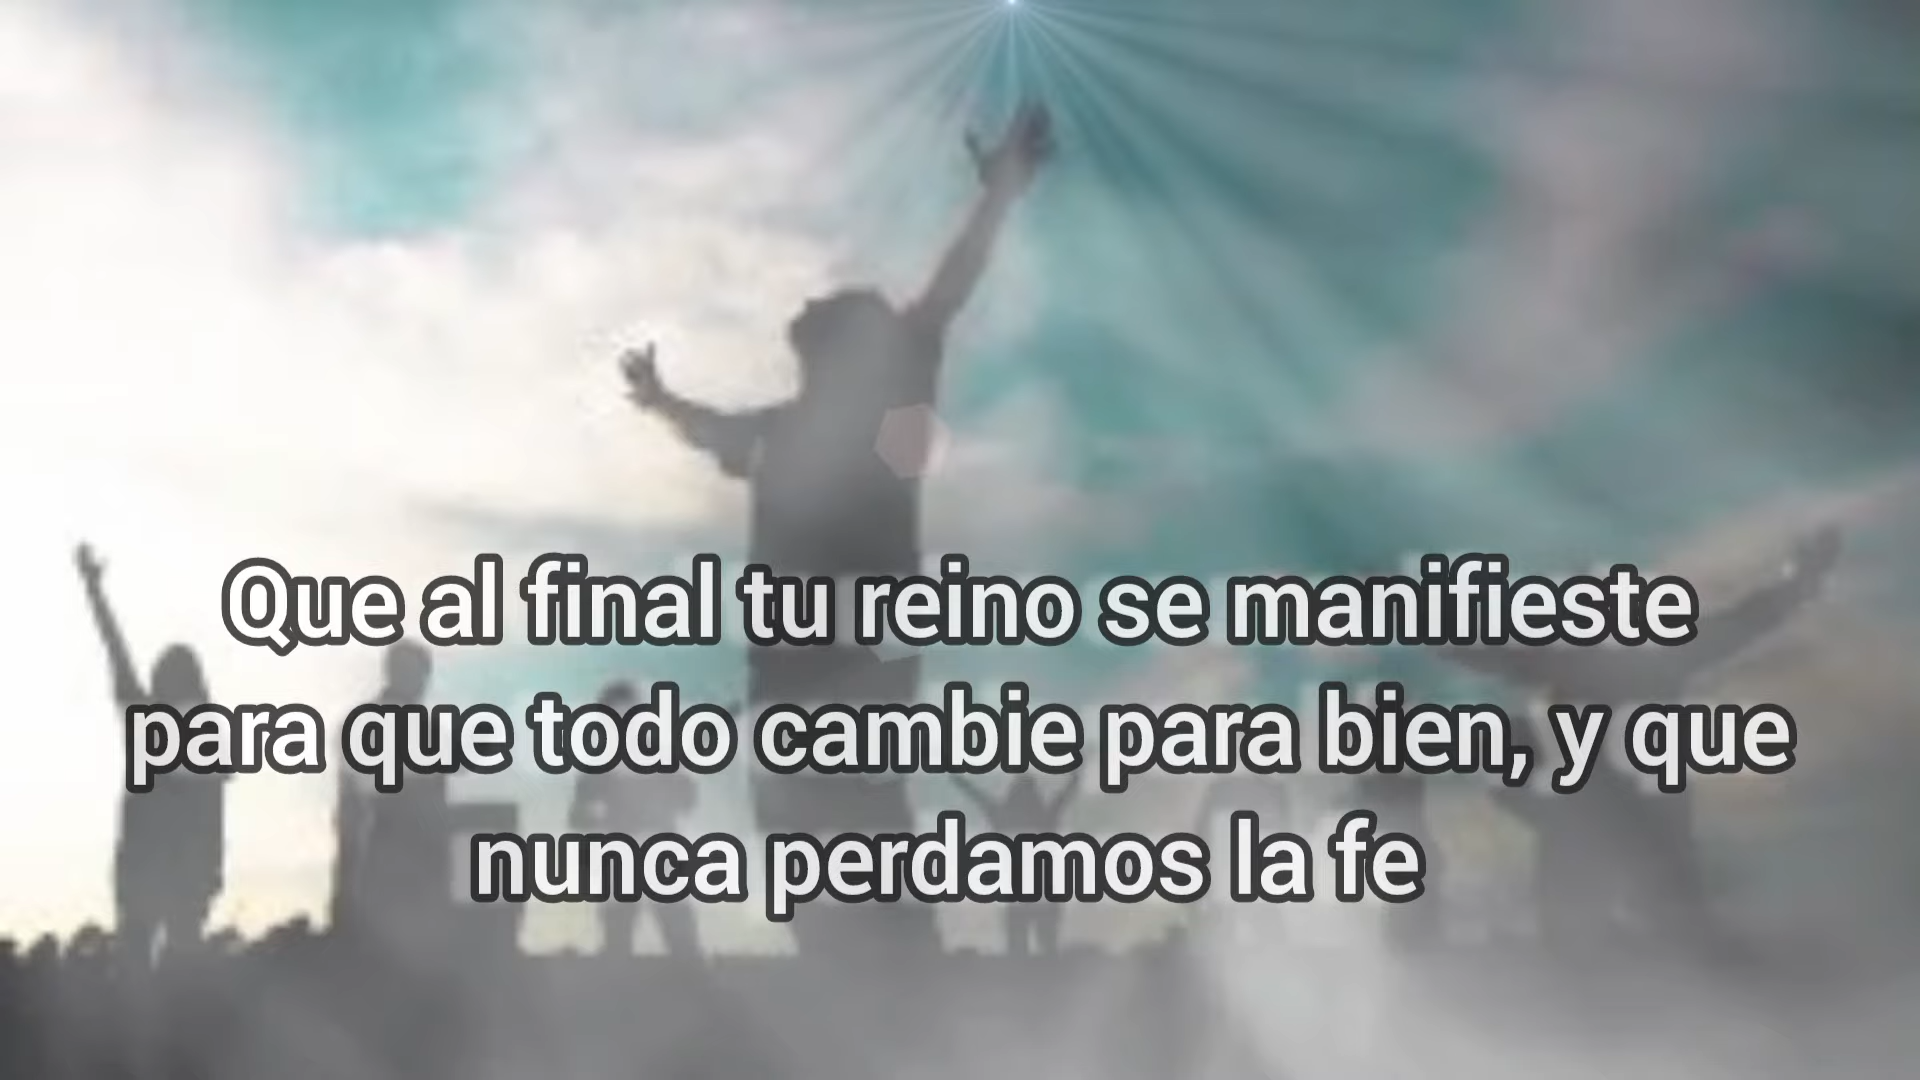 Que al final tu reino se manifieste
para que todo cambie para bien, y que
nunca perdamos la fe